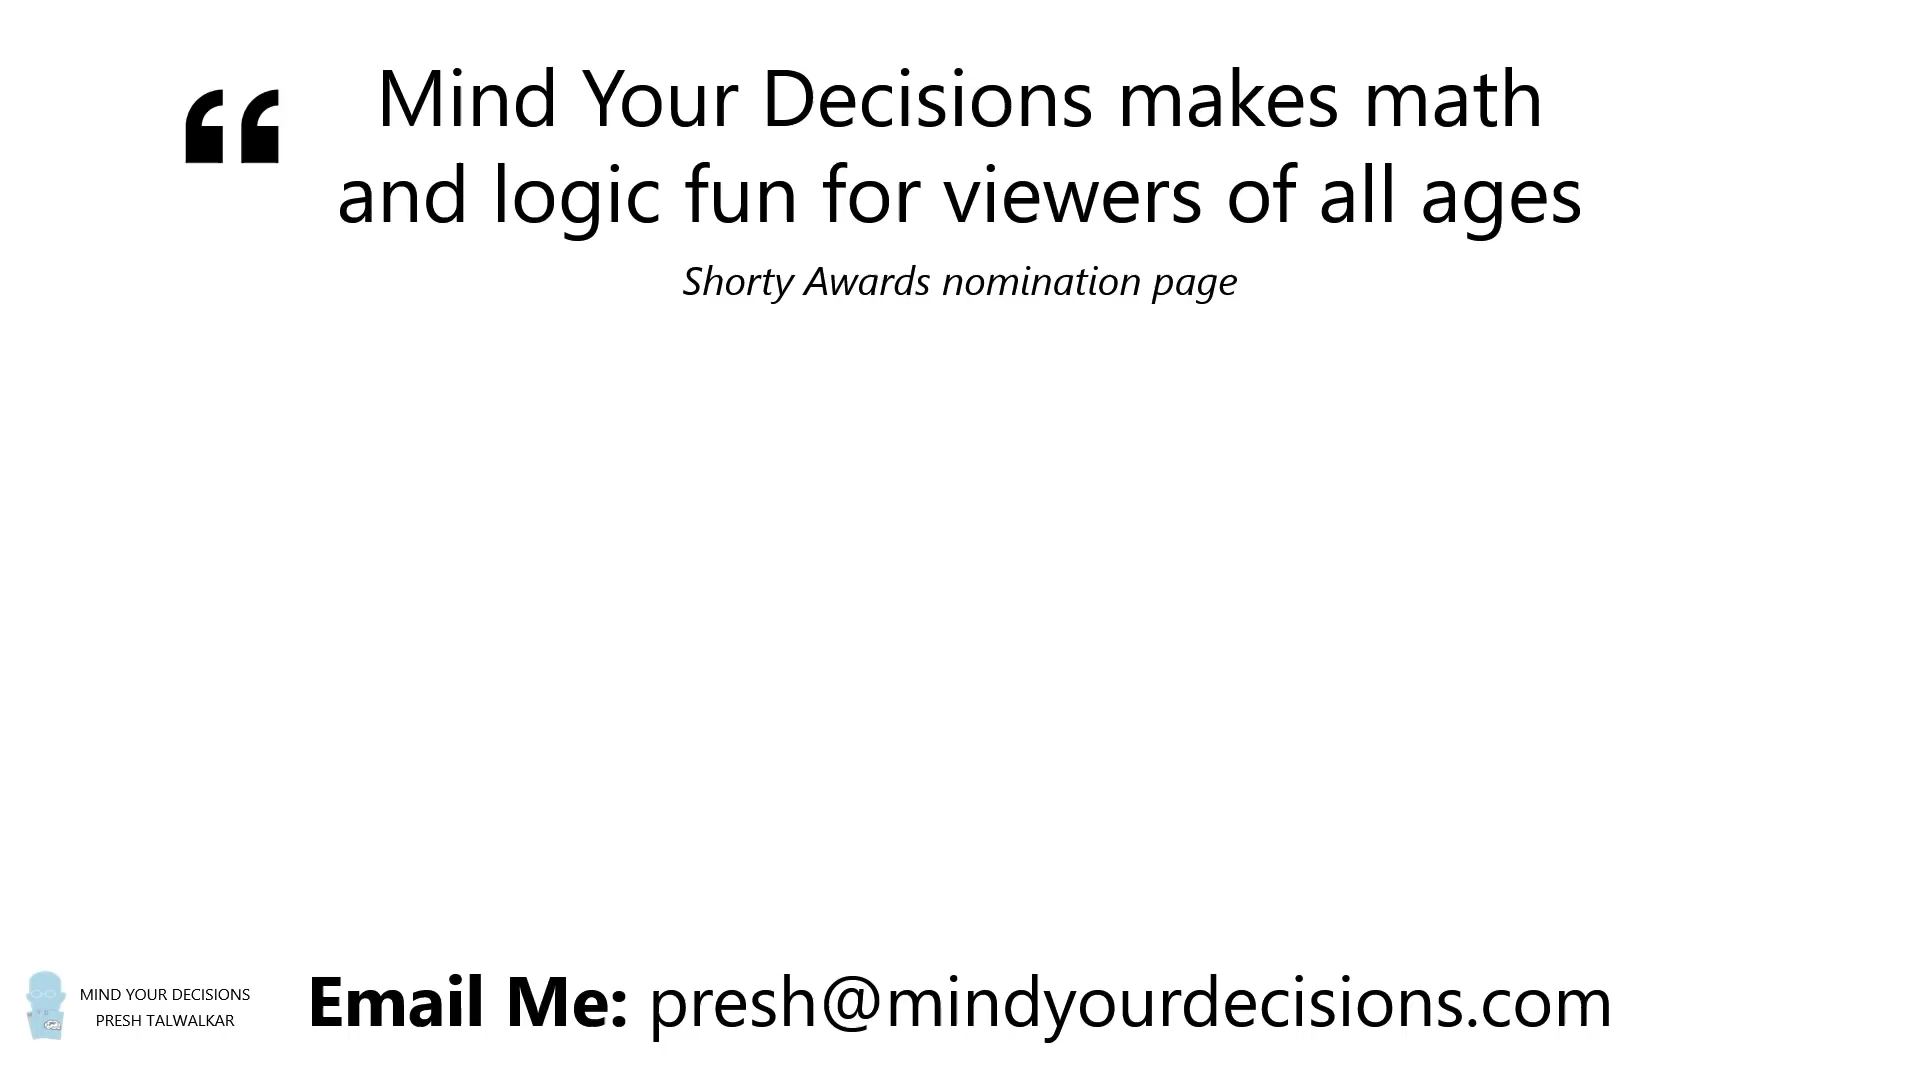 “
Mind Your Decisions makes math
and logic fun for viewers of all ages
Shorty Awards nomination page
MIND YOUR DECISIONS
PRESH TALWALKAR
Email Me: presh@mindyourdecisions.com